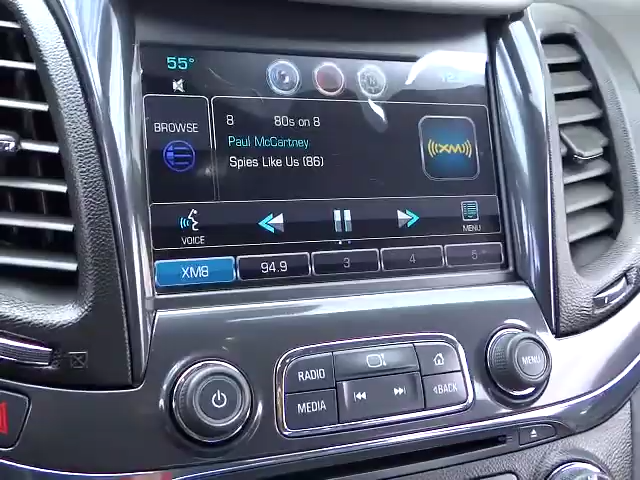 55°
8 80s on 8
BROWSE
Paul McCartney
Spies Like Us (86)
((XM))
VOICE
MENU
XM8 94.9 3 4 5
RADIO
MENU
MEDIA
BACK